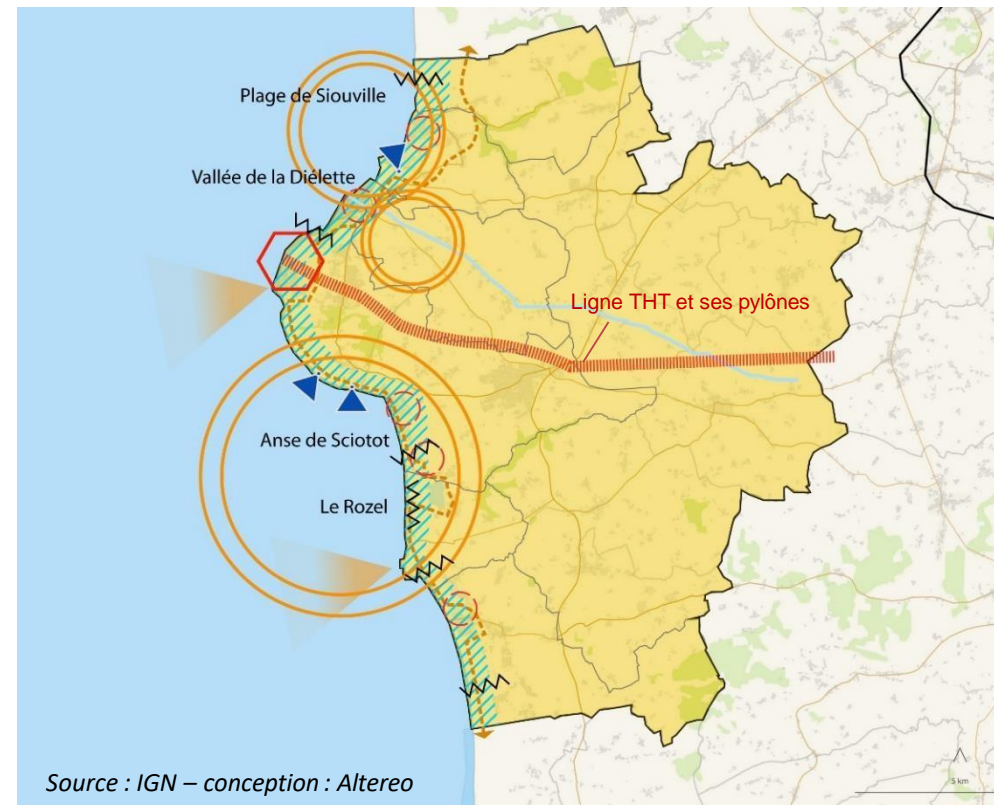 Plage de Siouville
Vallée de la Diélette
Ligne THT et ses pylônes
Anse de Sciotot
Le Rozel
5 km
Source : IGN – conception : Altereo